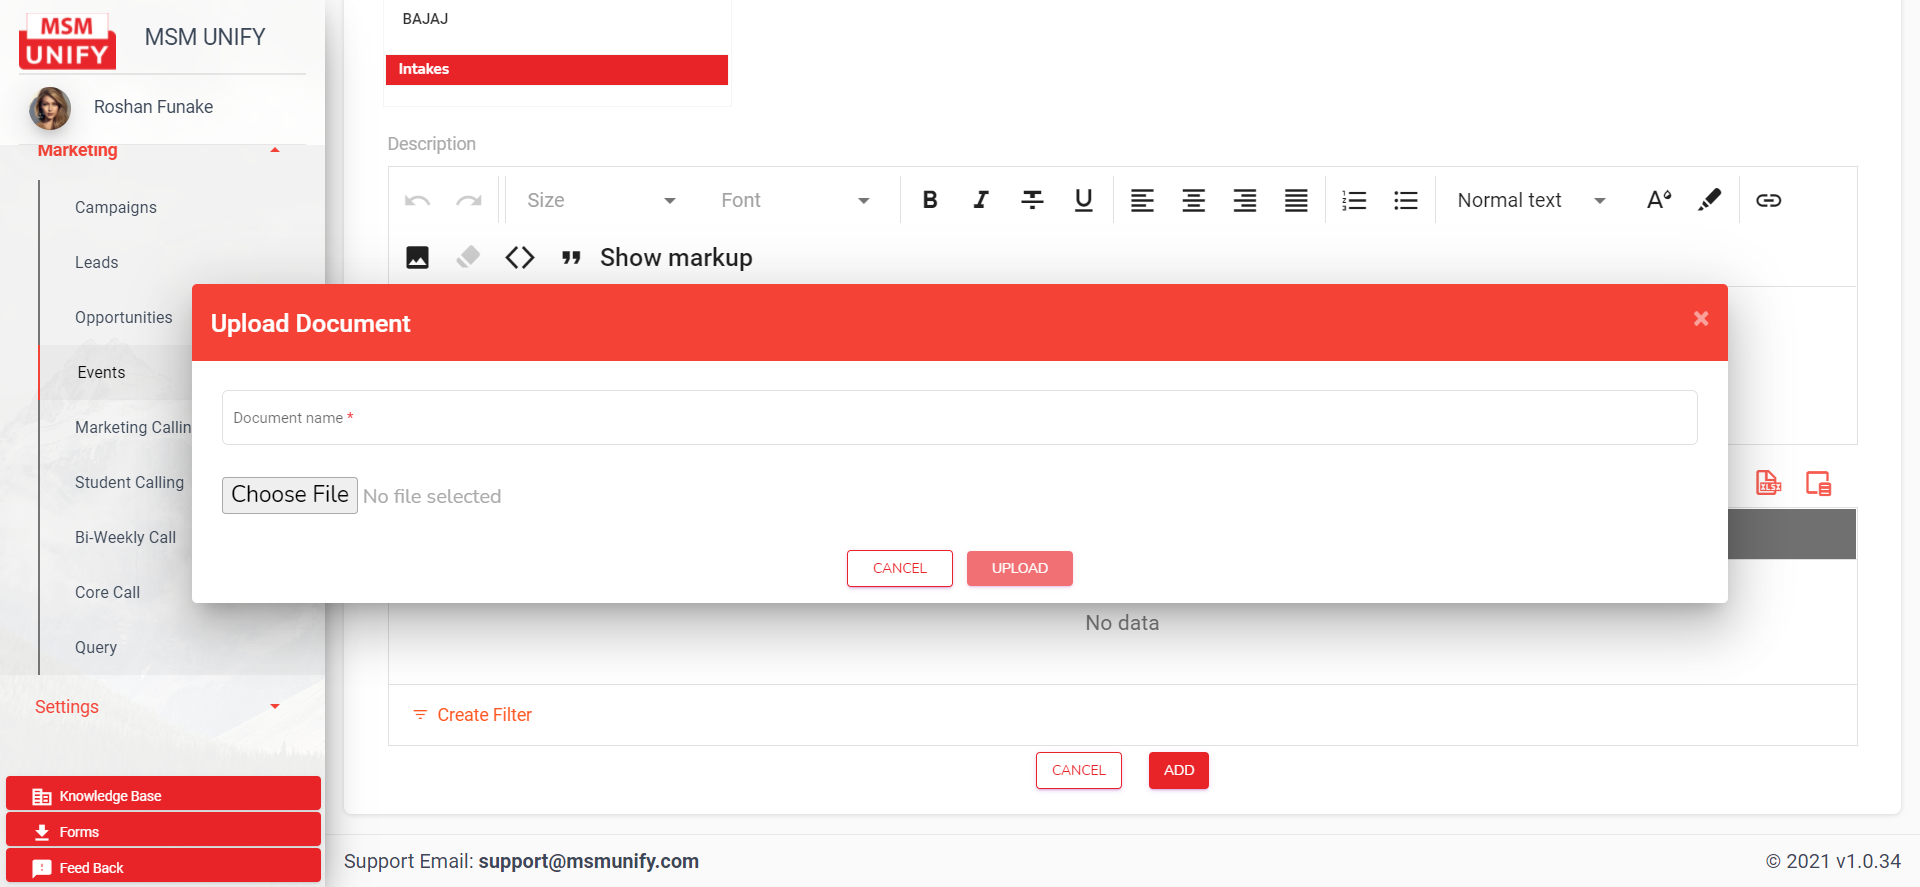 MSM
UNIFY
MSM UNIFY
Roshan Funake
Marketing
Campaigns
Leads
Opportunities
Events
Marketing Callin
Student Calling
Bi-Weekly Call
Core Call
Query
Settings
Knowledge Base
Forms
Feed Back
BAJAJ
Intakes
Description
Size
Font
B I T U
Normal text
Show markup
Upload Document
×
Document name *
Choose File No file selected
CANCEL UPLOAD
XLSX
No data
Create Filter
CANCEL ADD
Support Email: support@msmunify.com
© 2021 v1.0.34